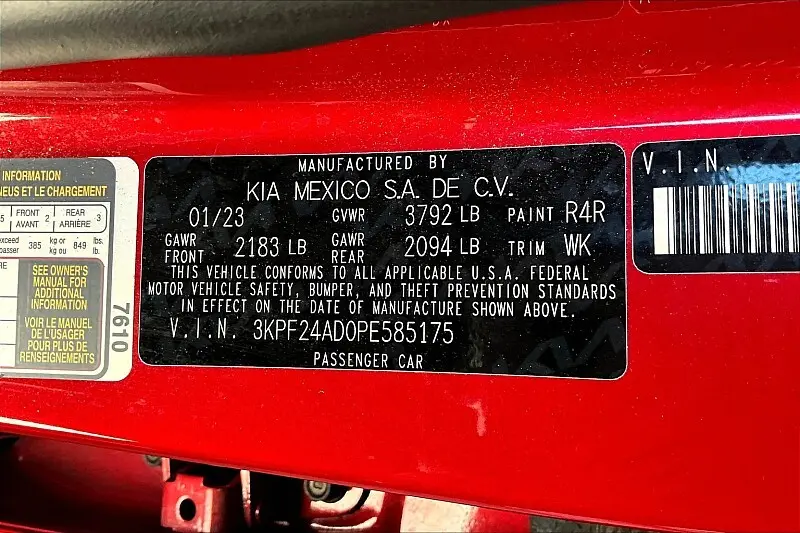 INFORMATION
NEUS ET LE CHARGEMENT
5 FRONT AVANT 2 REAR ARRIÈRE 3
exceed passer 385 kg or kg ou 849 lbs. lb.
SEE OWNER'S
MANUAL FOR
ADDITIONAL
INFORMATION
VOIR LE MANUEL
DE L'USAGER
POUR PLUS DE
RENSEIGNEMENTS
7610
MANUFACTURED BY
KIA MEXICO S.A. DE C.V.
01/23 GVWR 3792 LB PAINT R4R
GAWR FRONT 2183 LB GAWR REAR 2094 LB TRIM WK
THIS VEHICLE CONFORMS TO ALL APPLICABLE U.S.A. FEDERAL
MOTOR VEHICLE SAFETY, BUMPER, AND THEFT PREVENTION STANDARDS
IN EFFECT ON THE DATE OF MANUFACTURE SHOWN ABOVE.
V.I.N. 3KPF24AD0PE585175
PASSENGER CAR
V.I.N.